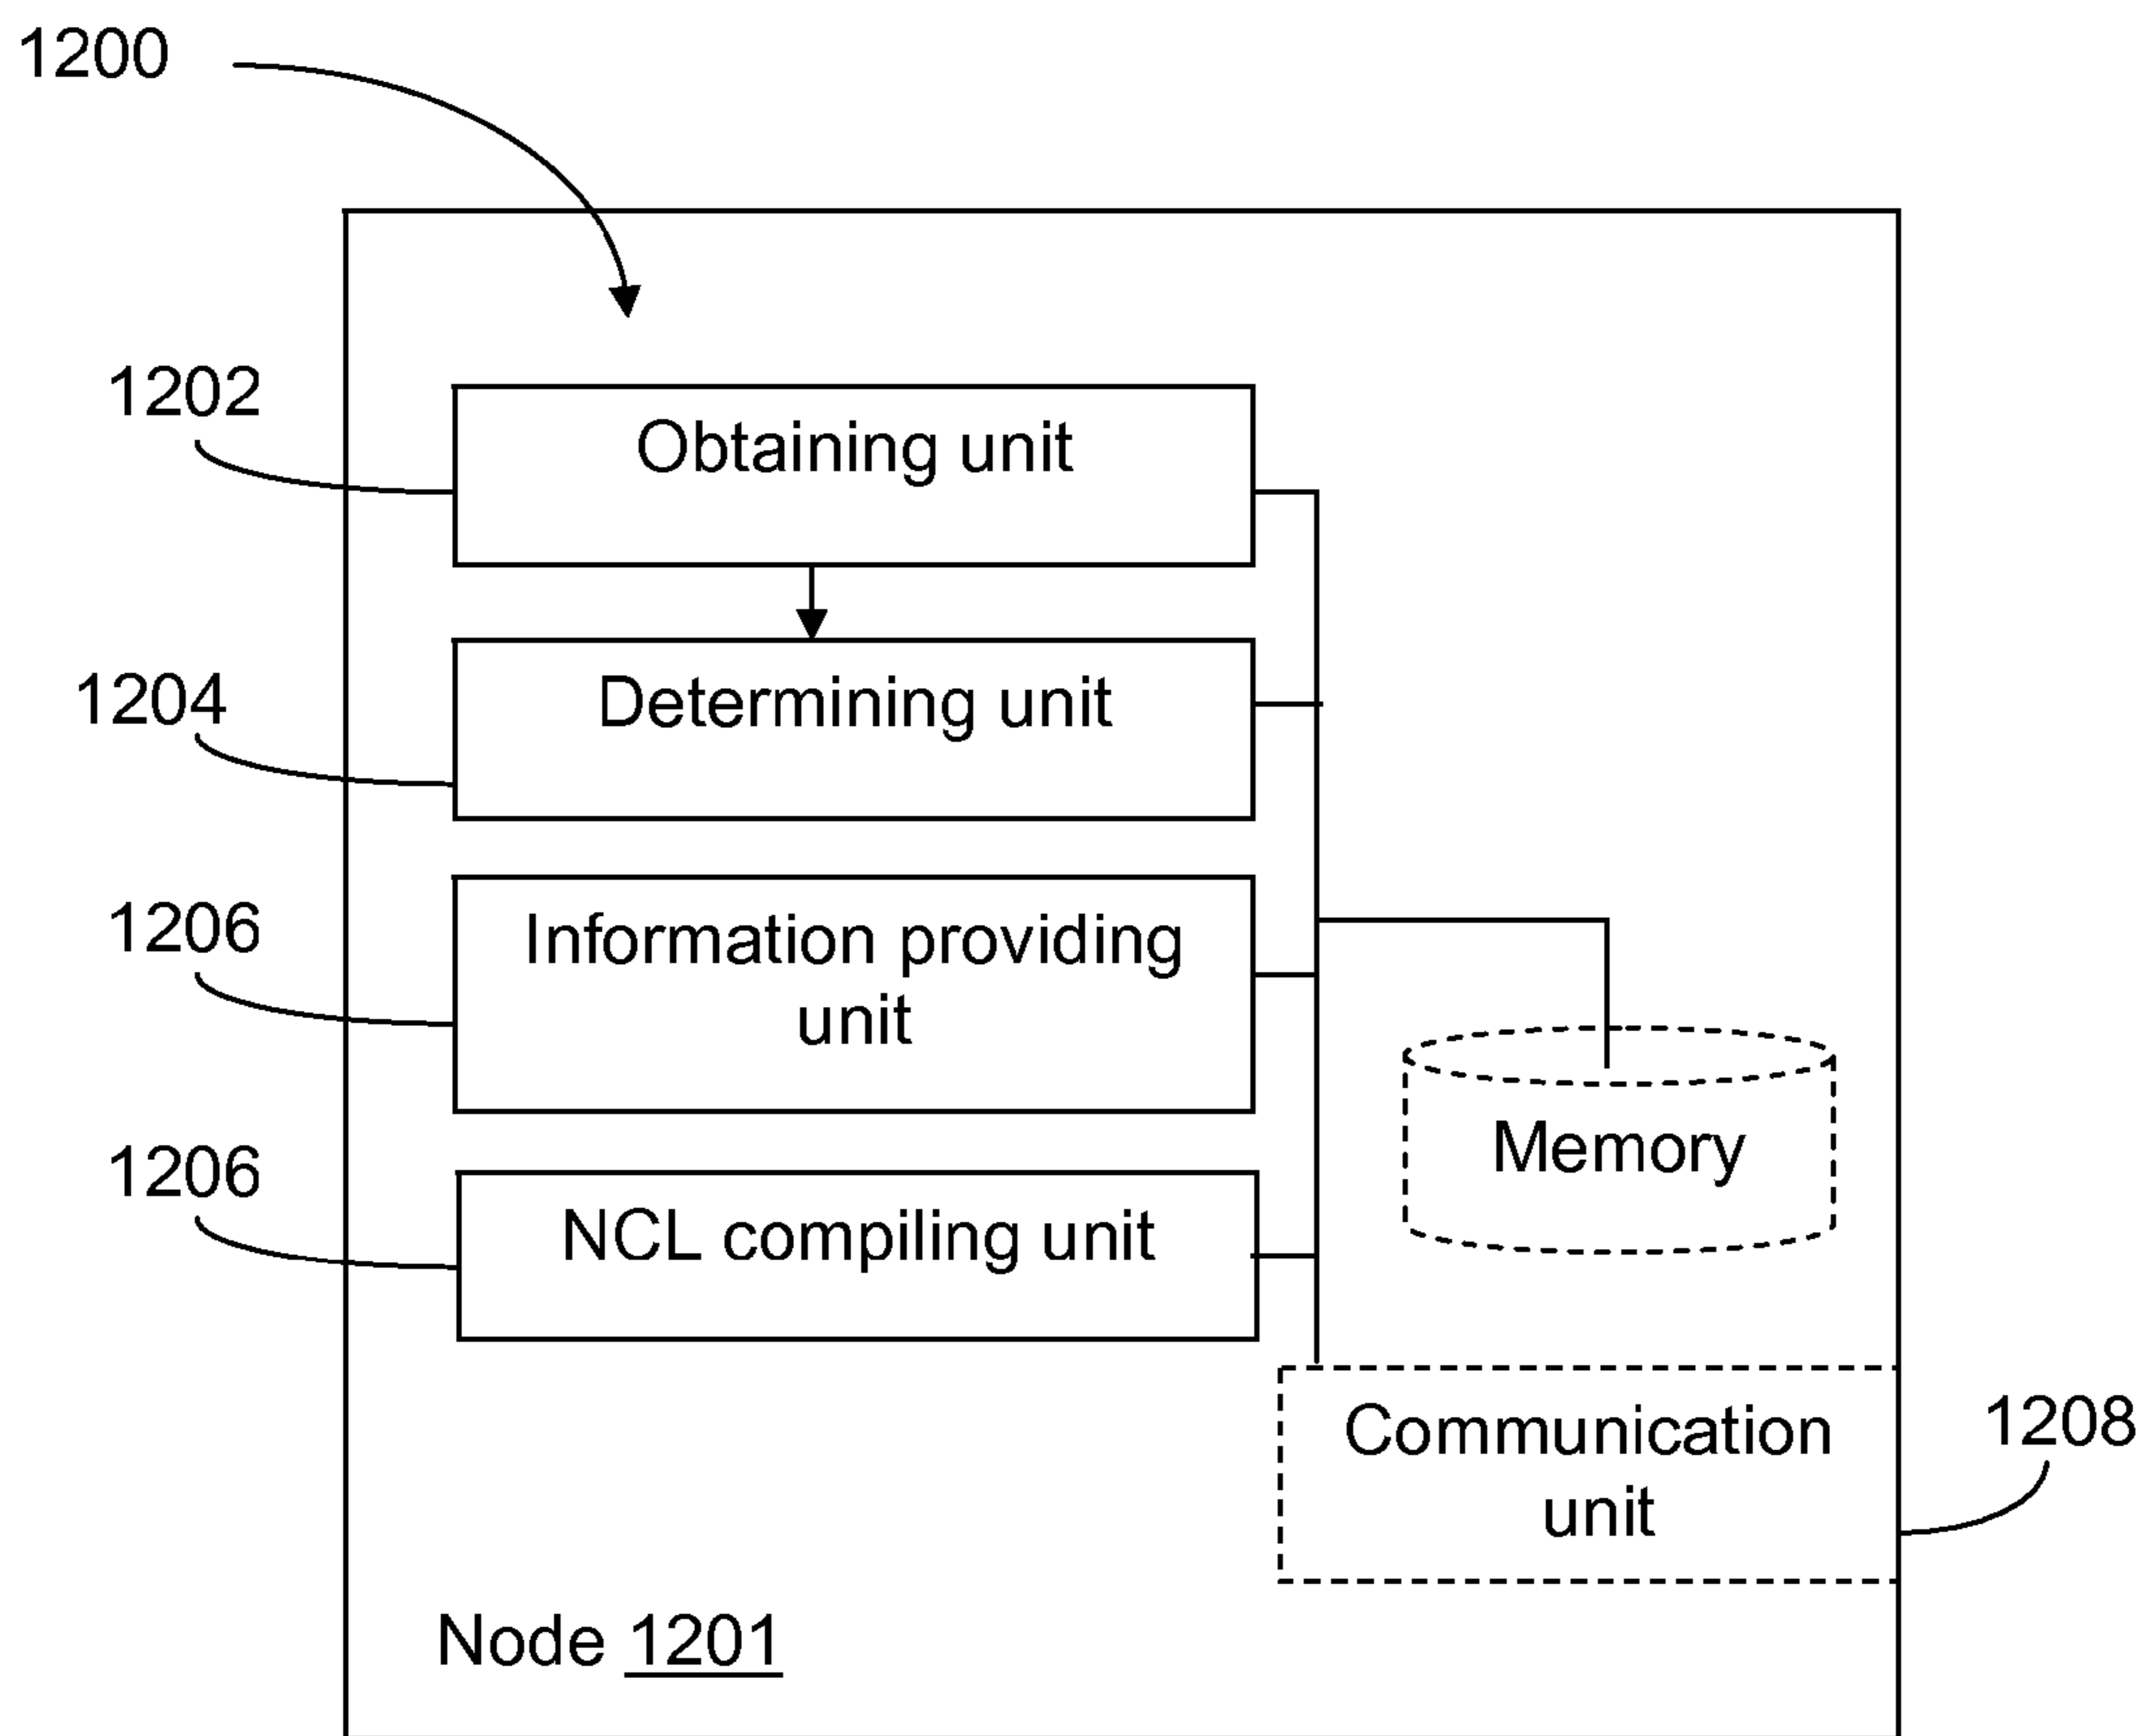 1200
1202
Obtaining unit
1204
Determining unit
1206
Information providing
unit
1206
NCL compiling unit
Memory
Communication
unit
1208
Node 1201